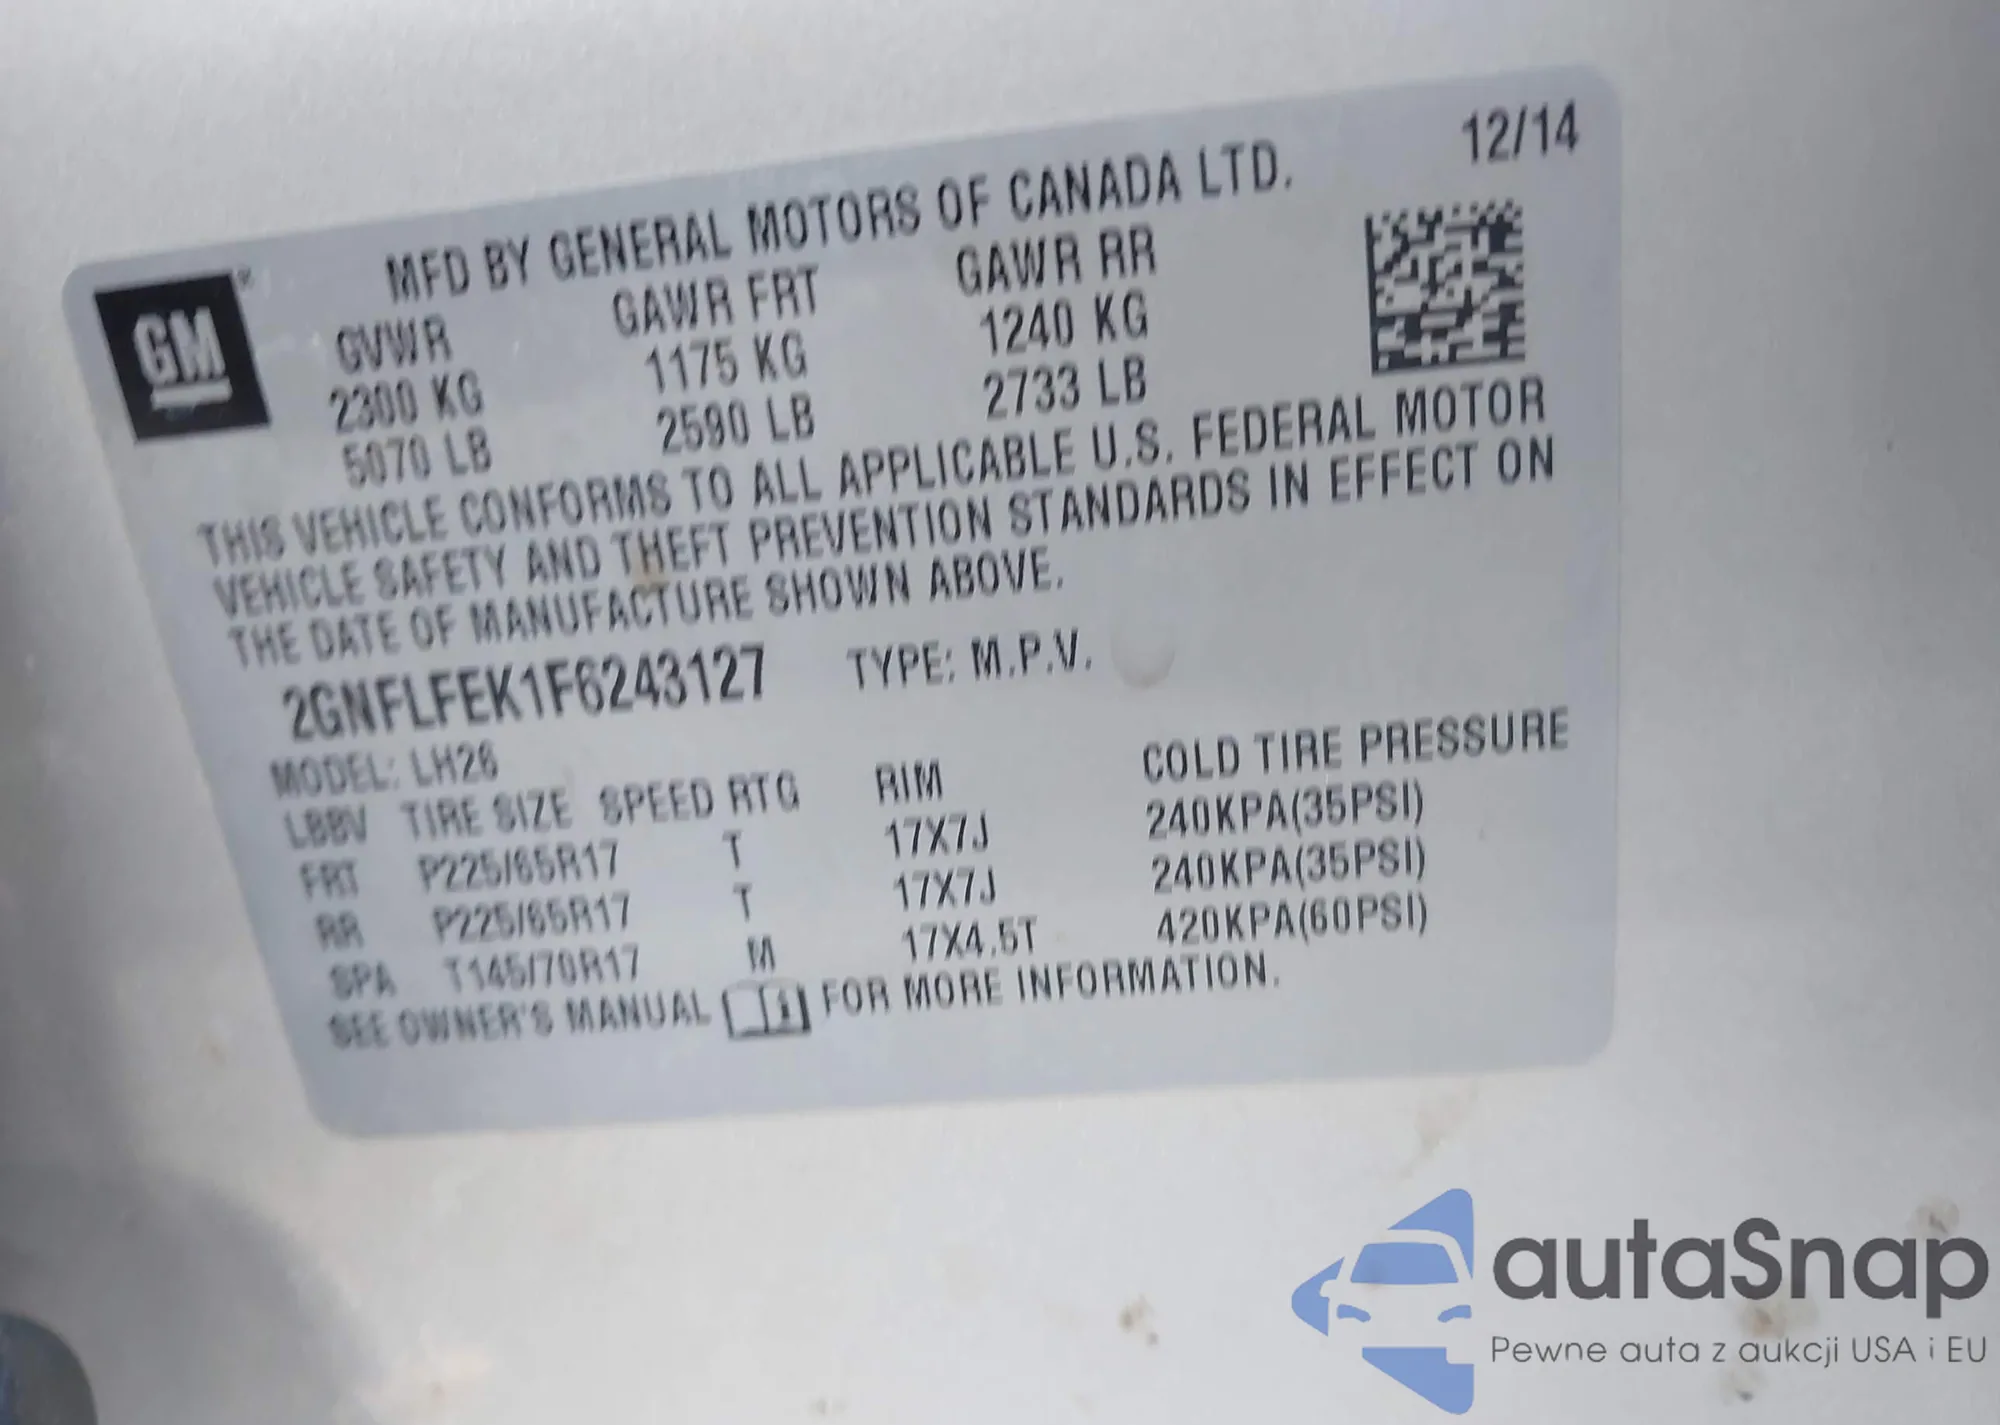 12/14
MFD BY GENERAL MOTORS OF CANADA LTD.
GM®
GVWR GAWR FRT GAWR RR
2300 KG 1175 KG 1240 KG
5070 LB 2590 LB 2733 LB
THIS VEHICLE CONFORMS TO ALL APPLICABLE U.S. FEDERAL MOTOR
VEHICLE SAFETY AND THEFT PREVENTION STANDARDS IN EFFECT ON
THE DATE OF MANUFACTURE SHOWN ABOVE.
2GNFLFEK1F6243127 TYPE: M.P.V.
MODEL: LH26
LBBV TIRE SIZE SPEED RTG RIM COLD TIRE PRESSURE
FRT P225/65R17 T 17X7J 240KPA(35PSI)
RR P225/65R17 T 17X7J 240KPA(35PSI)
SPA T145/70R17 M 17X4.5T 420KPA(60PSI)
SEE OWNER'S MANUAL FOR MORE INFORMATION.
autaSnap
Pewne auta z aukcji USA i EU